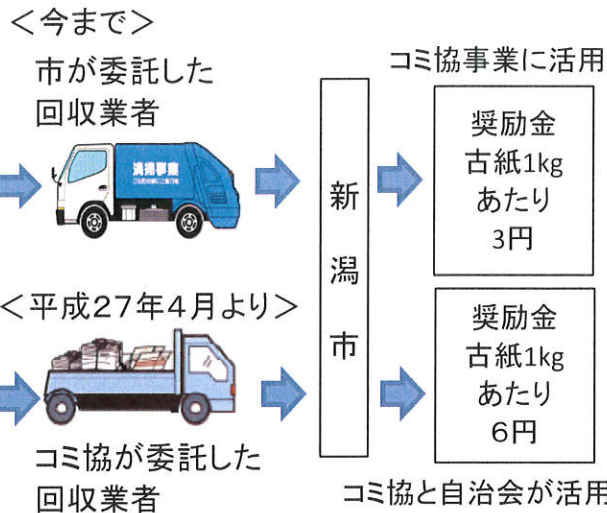 ＜今まで＞
市が委託した
回収業者
清掃事業
コミ協事業に活用
奨励金
古紙1kg
あたり
3円
新潟市
＜平成27年4月より＞
コミ協が委託した
回収業者
奨励金
古紙1kg
あたり
6円
コミ協と自治会が活用